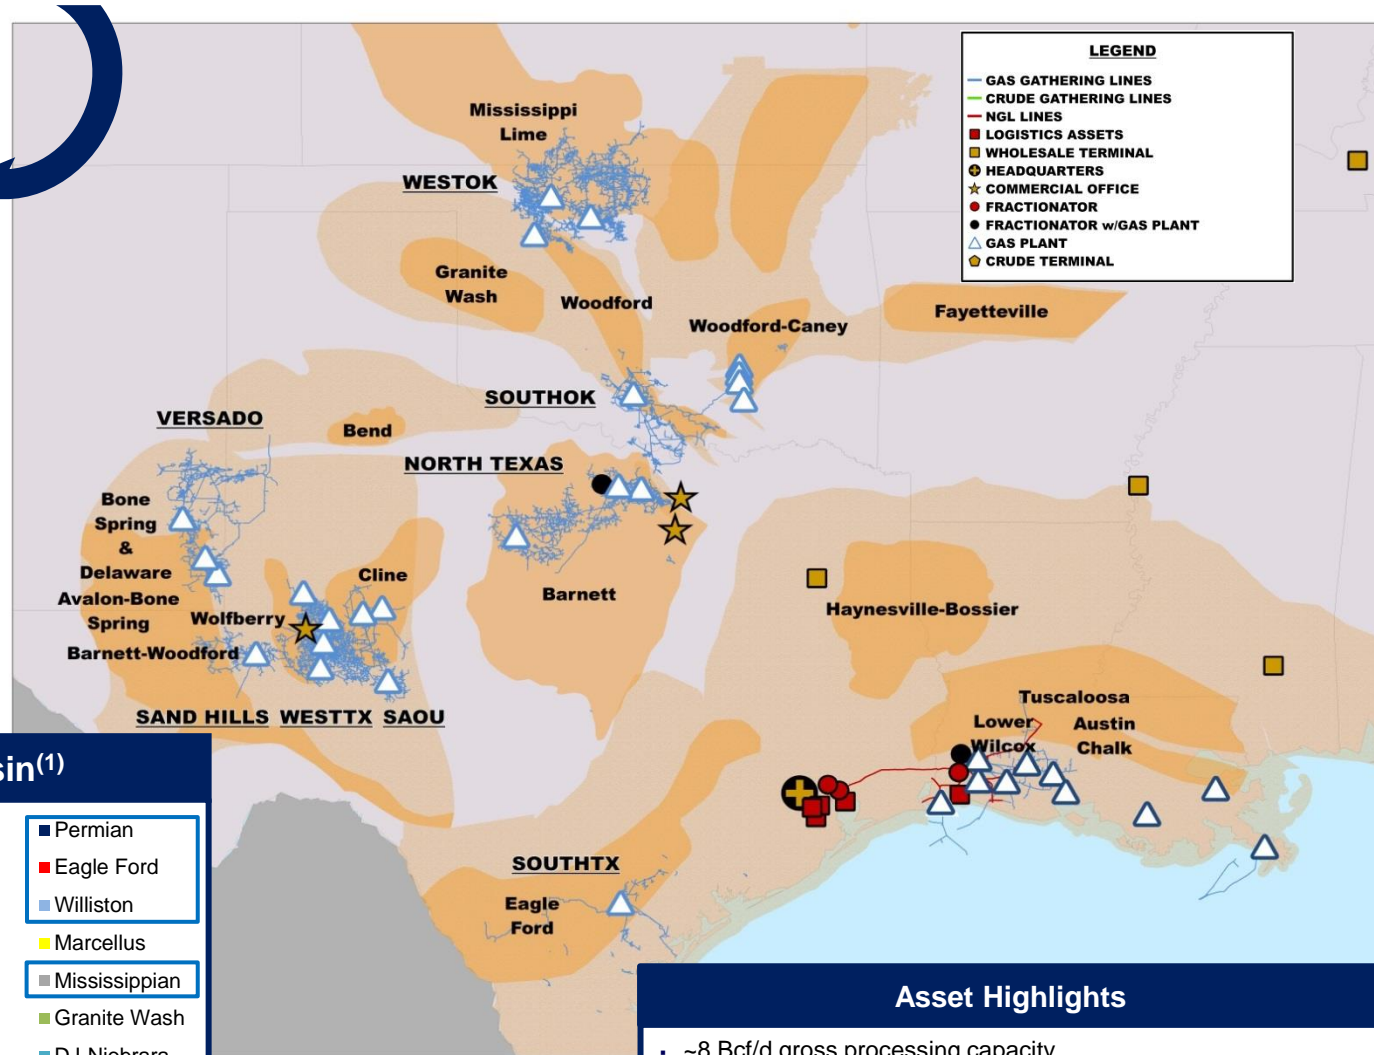 LEGEND
GAS GATHERING LINES
CRUDE GATHERING LINES
NGL LINES
LOGISTICS ASSETS
WHOLESALE TERMINAL
HEADQUARTERS
COMMERCIAL OFFICE
FRACTIONATOR
FRACTIONATOR w/GAS PLANT
GAS PLANT
CRUDE TERMINAL
Mississippi
Lime
WESTOK
Granite
Wash
Woodford
Woodford-Caney
Fayetteville
SOUTHOK
VERSADO
Bend
NORTH TEXAS
Bone
Spring
&
Delaware
Avalon-Bone
Spring
Cline
Wolfberry
Barnett-Woodford
Barnett
Haynesville-Bossier
SAND HILLS
WESTTX
SAOU
Tuscaloosa
Lower
Wilcox
Austin
Chalk
SOUTHTX
Eagle
Ford
sin(1)
Permian
Eagle Ford
Williston
Marcellus
Mississippian
Granite Wash
DJ Niobrara
Asset Highlights
~8 Bcf/d gross processing capacity